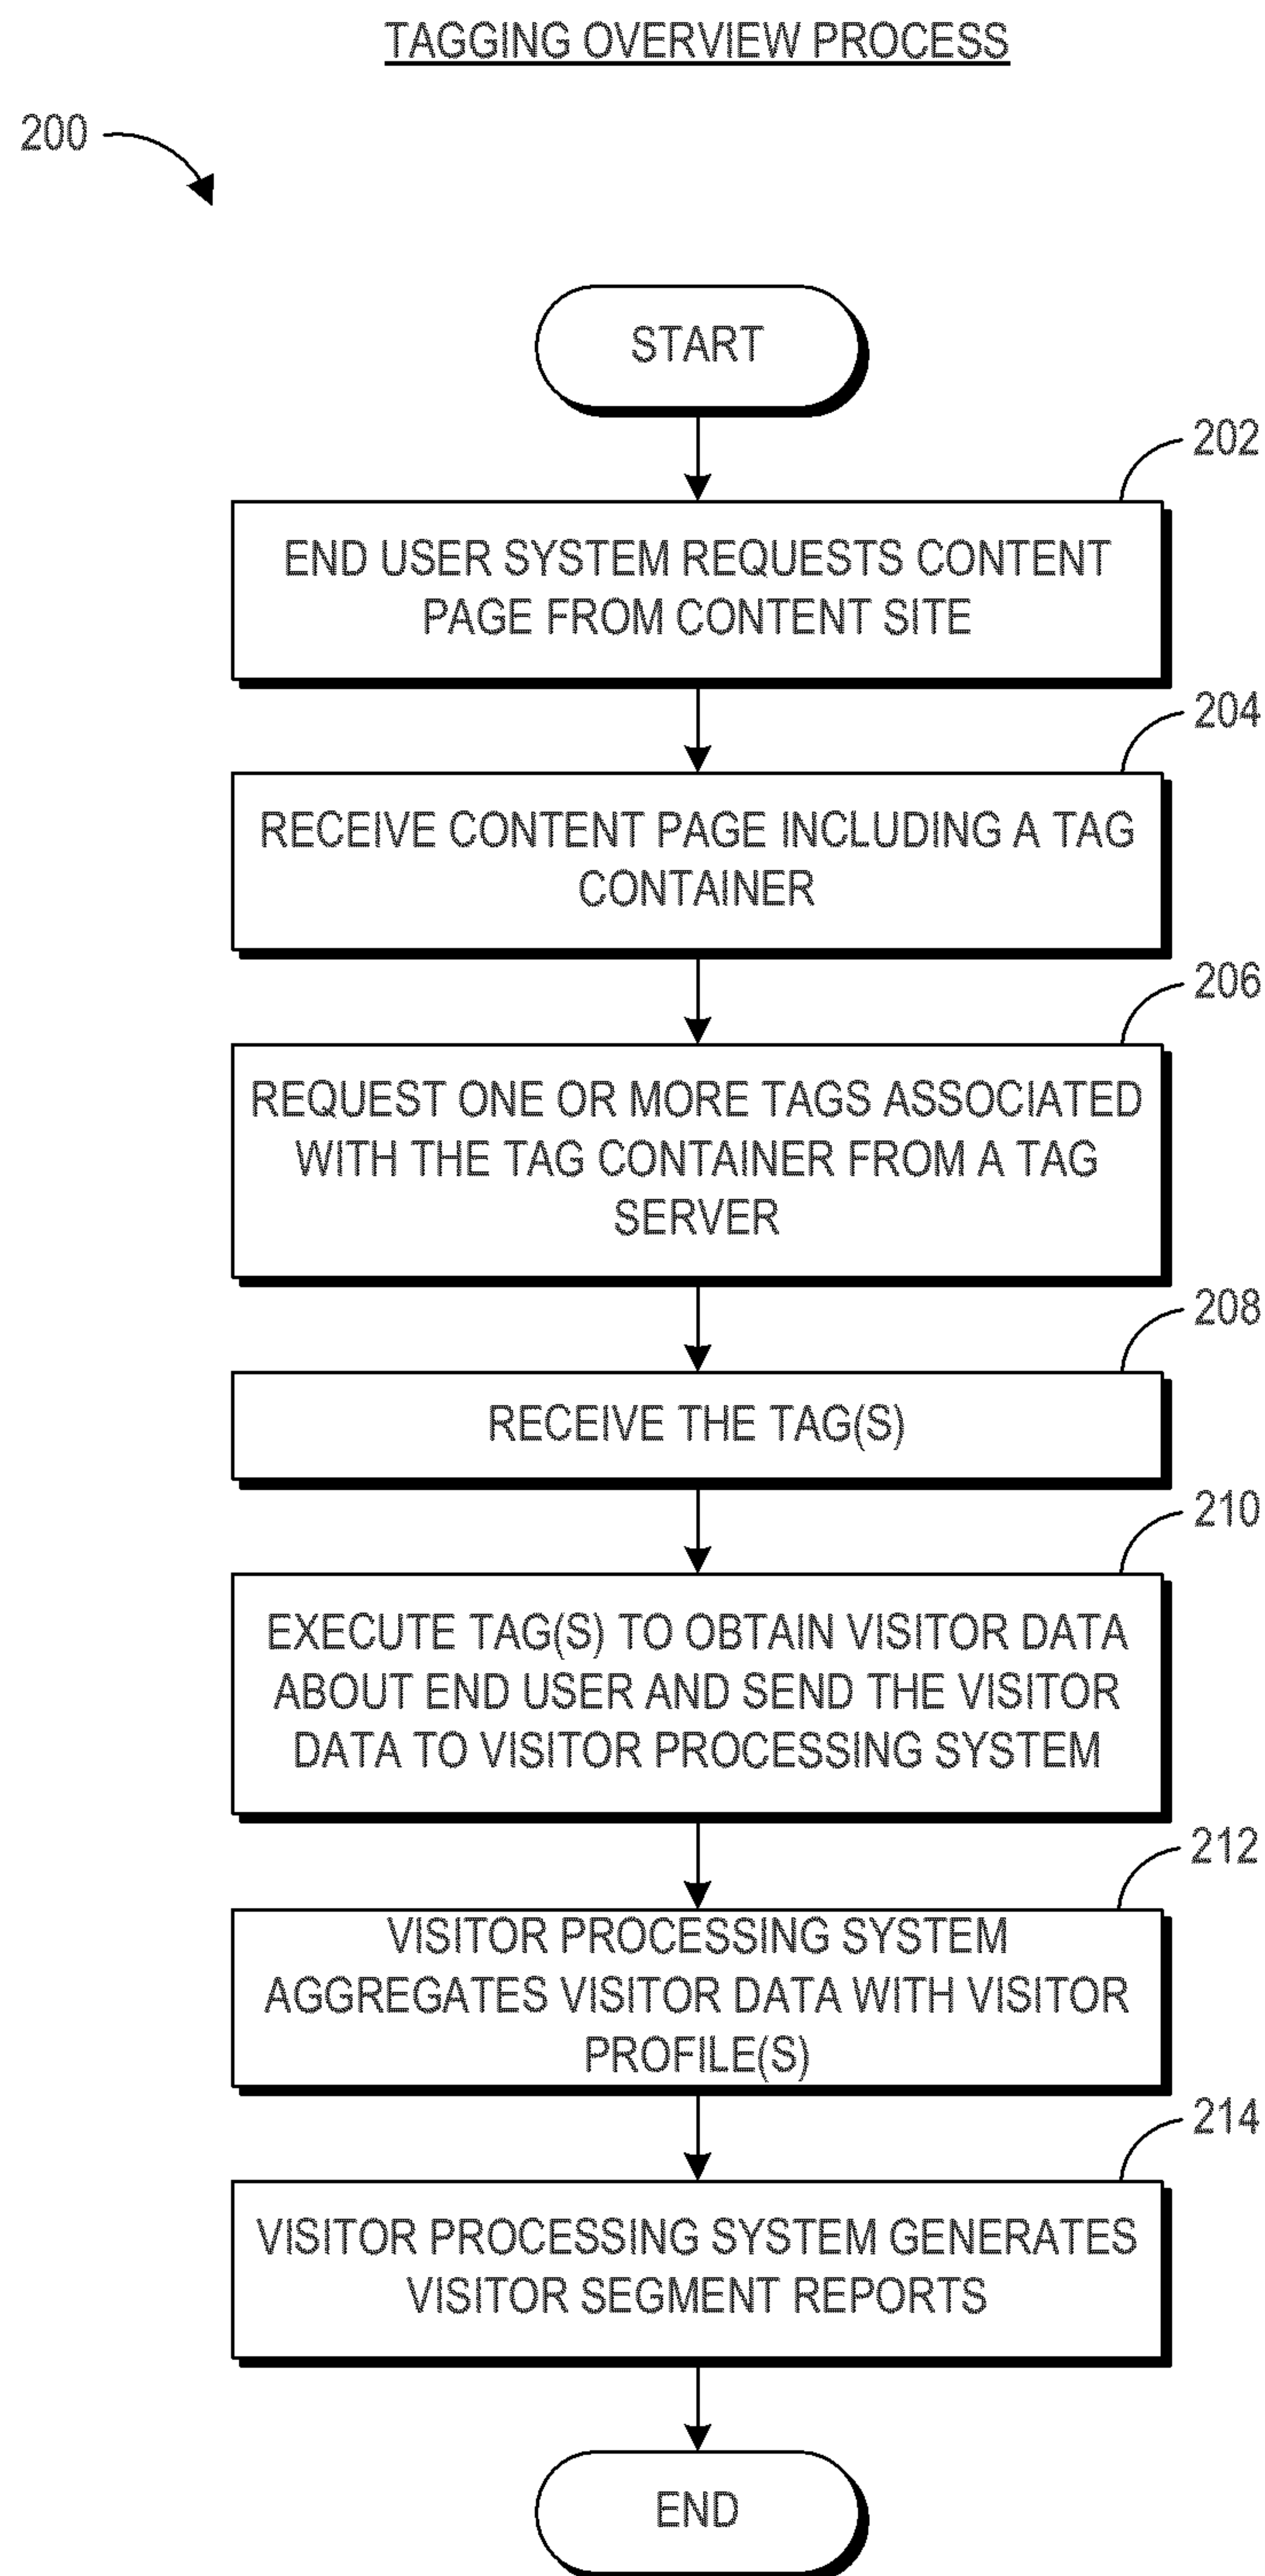 TAGGING OVERVIEW PROCESS
200
START
202
END USER SYSTEM REQUESTS CONTENT
PAGE FROM CONTENT SITE
204
RECEIVE CONTENT PAGE INCLUDING A TAG
CONTAINER
206
REQUEST ONE OR MORE TAGS ASSOCIATED
WITH THE TAG CONTAINER FROM A TAG
SERVER
208
RECEIVE THE TAG(S)
210
EXECUTE TAG(S) TO OBTAIN VISITOR DATA
ABOUT END USER AND SEND THE VISITOR
DATA TO VISITOR PROCESSING SYSTEM
212
VISITOR PROCESSING SYSTEM
AGGREGATES VISITOR DATA WITH VISITOR
PROFILE(S)
214
VISITOR PROCESSING SYSTEM GENERATES
VISITOR SEGMENT REPORTS
END